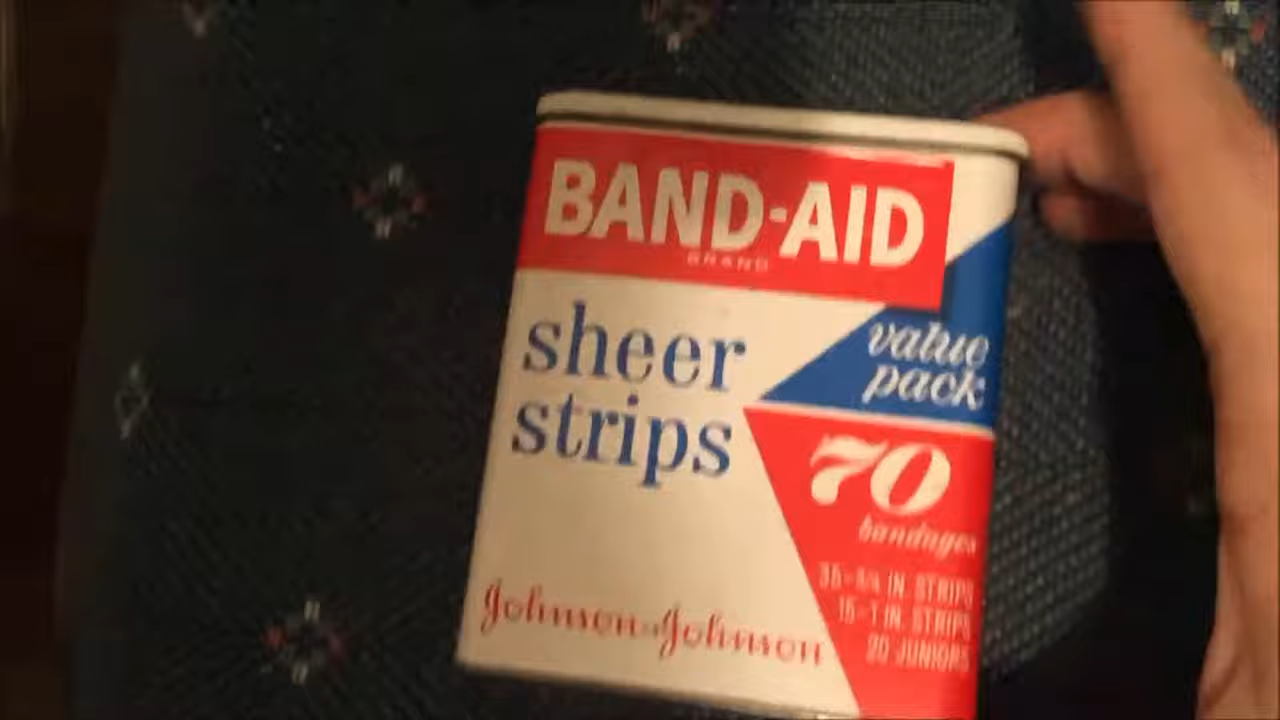 BAND-AID
BRAND
sheer
strips
value
pack
70
bandages
35-3/4 IN. STRIPS
15-1 IN. STRIPS
20 JUNIORS
Johnson & Johnson